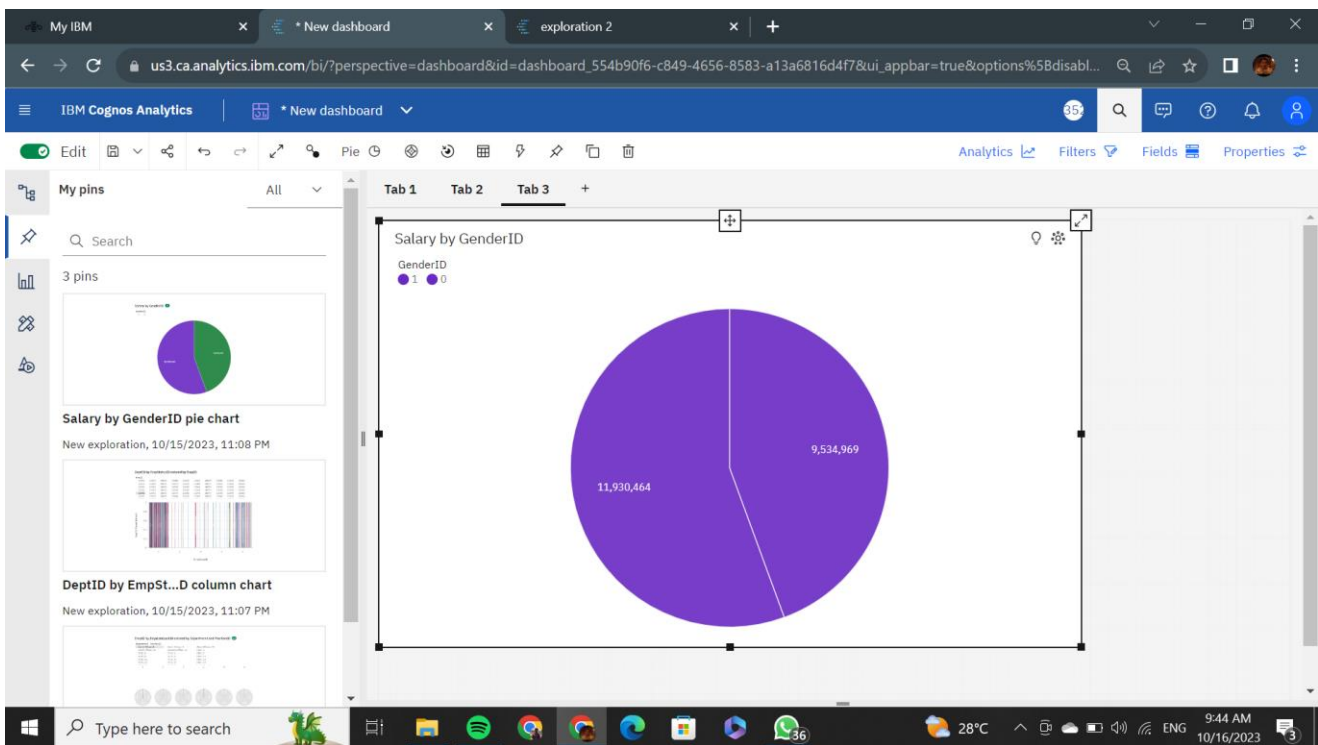 My IBM
* New dashboard
exploration 2
us3.ca.analytics.ibm.com/bi/?perspective=dashboard&id=dashboard_554b90f6-c849-4656-8583-a13a6816d4f7&ui_appbar=true&options%5Bdisabl...
IBM Cognos Analytics
* New dashboard
Edit
Pie
Analytics
Filters
Fields
Properties
My pins
All
Tab 1
Tab 2
Tab 3
Search
3 pins
Salary by GenderID
GenderID
1 0
9,534,969
11,930,464
Salary by GenderID pie chart
New exploration, 10/15/2023, 11:08 PM
DeptID by EmpSt...D column chart
New exploration, 10/15/2023, 11:07 PM
Type here to search
36
28°C
ENG
9:44 AM
10/16/2023
3